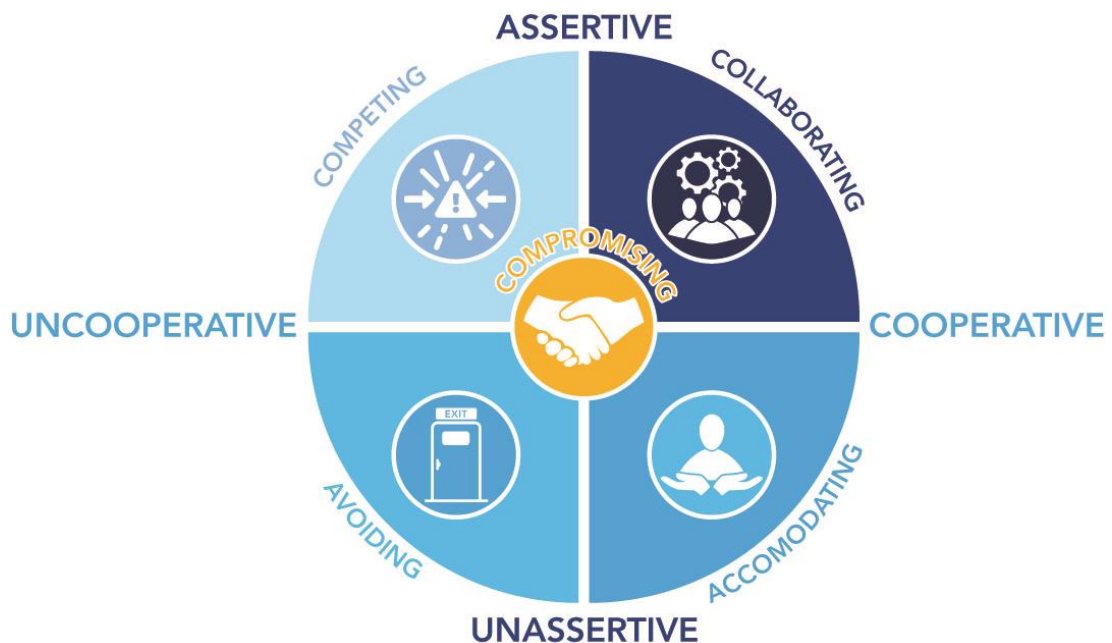 ASSERTIVE
COMPETING
COLLABORATING
COMPROMISING
UNCOOPERATIVE
COOPERATIVE
EXIT
AVOIDING
ACCOMODATING
UNASSERTIVE